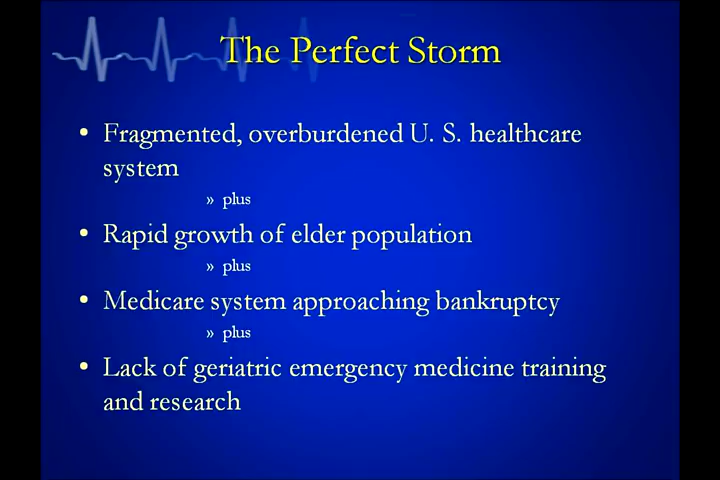 The Perfect Storm
• Fragmented, overburdened U. S. healthcare
system
» plus
• Rapid growth of elder population
» plus
• Medicare system approaching bankruptcy
» plus
• Lack of geriatric emergency medicine training
and research